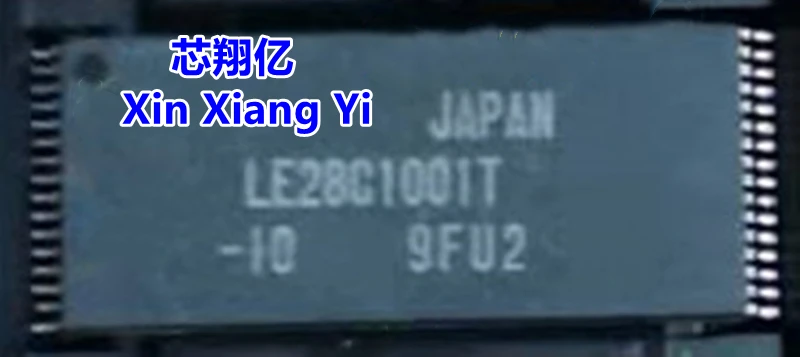 芯翔亿
Xin Xiang Yi
JAPAN
LE28C1001T
-10 9FU2